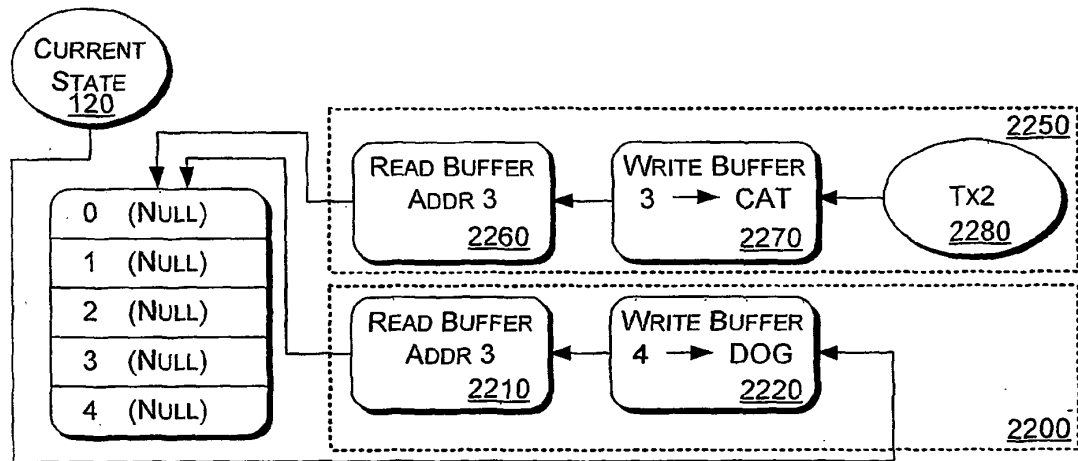 CURRENT
STATE
120
0 (NULL)
1 (NULL)
2 (NULL)
3 (NULL)
4 (NULL)
2250
READ BUFFER
ADDR 3
2260
WRITE BUFFER
3 → CAT
2270
TX2
2280
READ BUFFER
ADDR 3
2210
WRITE BUFFER
4 → DOG
2220
2200